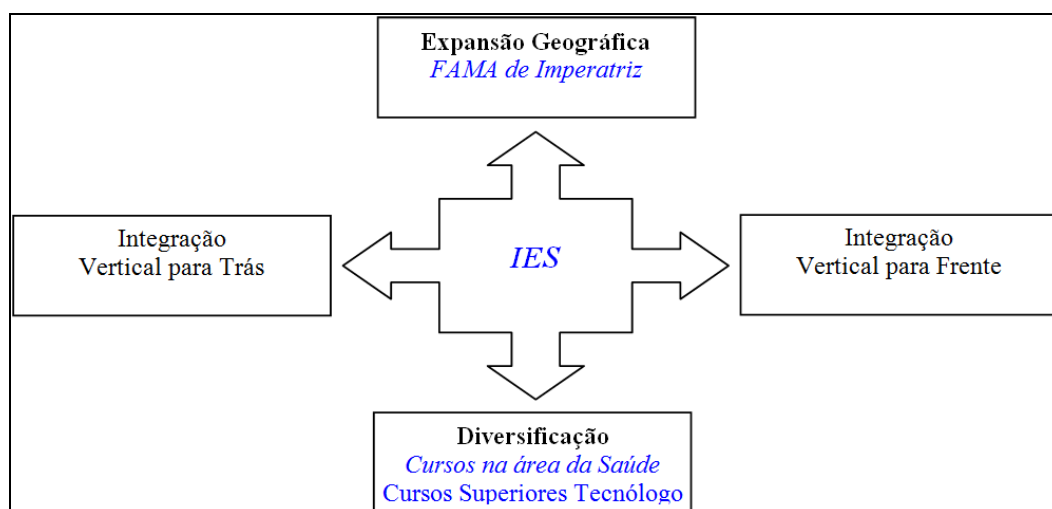 Expansão Geográfica
FAMA de Imperatriz
Integração
Vertical para Trás
IES
Integração
Vertical para Frente
Diversificação
Cursos na área da Saúde
Cursos Superiores Tecnólogo